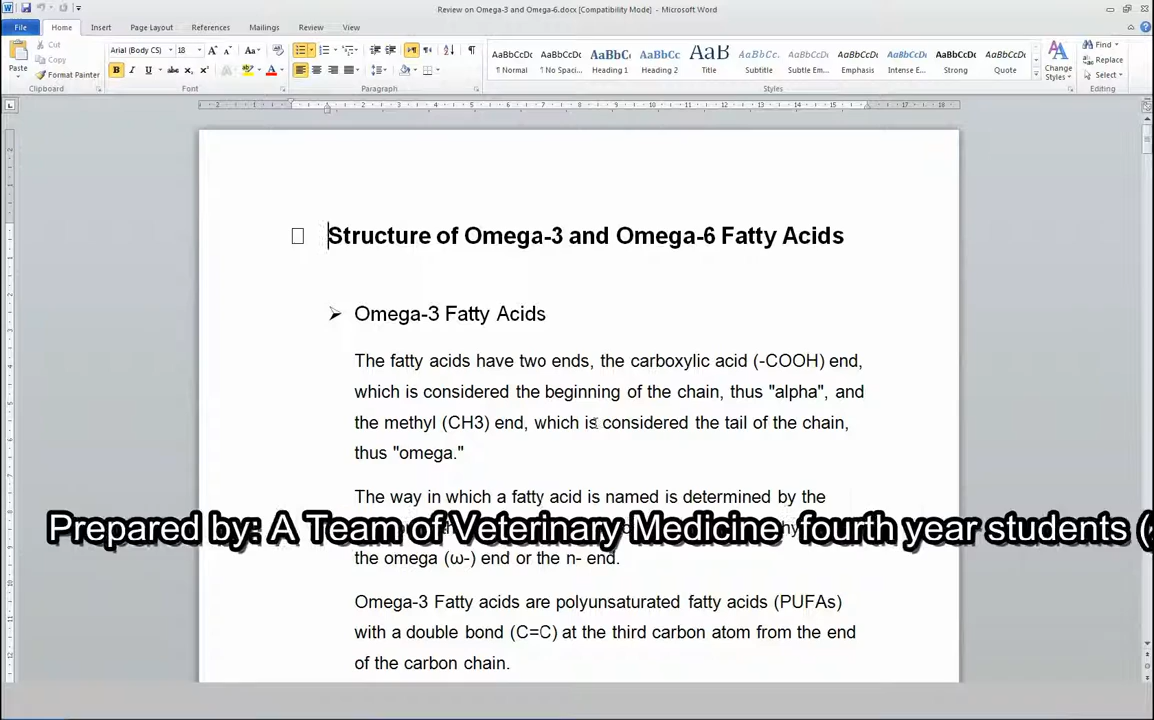 Review on Omega-3 and Omega-6.docx [Compatibility Mode] - Microsoft Word
File Home Insert Page Layout References Mailings Review View
Paste
Cut
Copy
Format Painter
Clipboard
Arial (Body CS) 18
Font
Paragraph
AaBbCcDc AaBbCcDc AaBbCc AaBbCc AaB AaBbCc. AaBbCcDc AaBbCcDc AaBbCcDc AaBbCcDc AaBbCcDc
¶ Normal ¶ No Spaci... Heading 1 Heading 2 Title Subtitle Subtle Em... Emphasis Intense E... Strong Quote
Styles
Change
Styles
Find
Replace
Select
Editing
Structure of Omega-3 and Omega-6 Fatty Acids
➢ Omega-3 Fatty Acids
The fatty acids have two ends, the carboxylic acid (-COOH) end,
which is considered the beginning of the chain, thus "alpha", and
the methyl (CH3) end, which is considered the tail of the chain,
thus "omega."
The way in which a fatty acid is named is determined by the
Prepared by: A Team of Veterinary Medicine fourth year students (
the omega (ω-) end or the n- end.
Omega-3 Fatty acids are polyunsaturated fatty acids (PUFAs)
with a double bond (C=C) at the third carbon atom from the end
of the carbon chain.